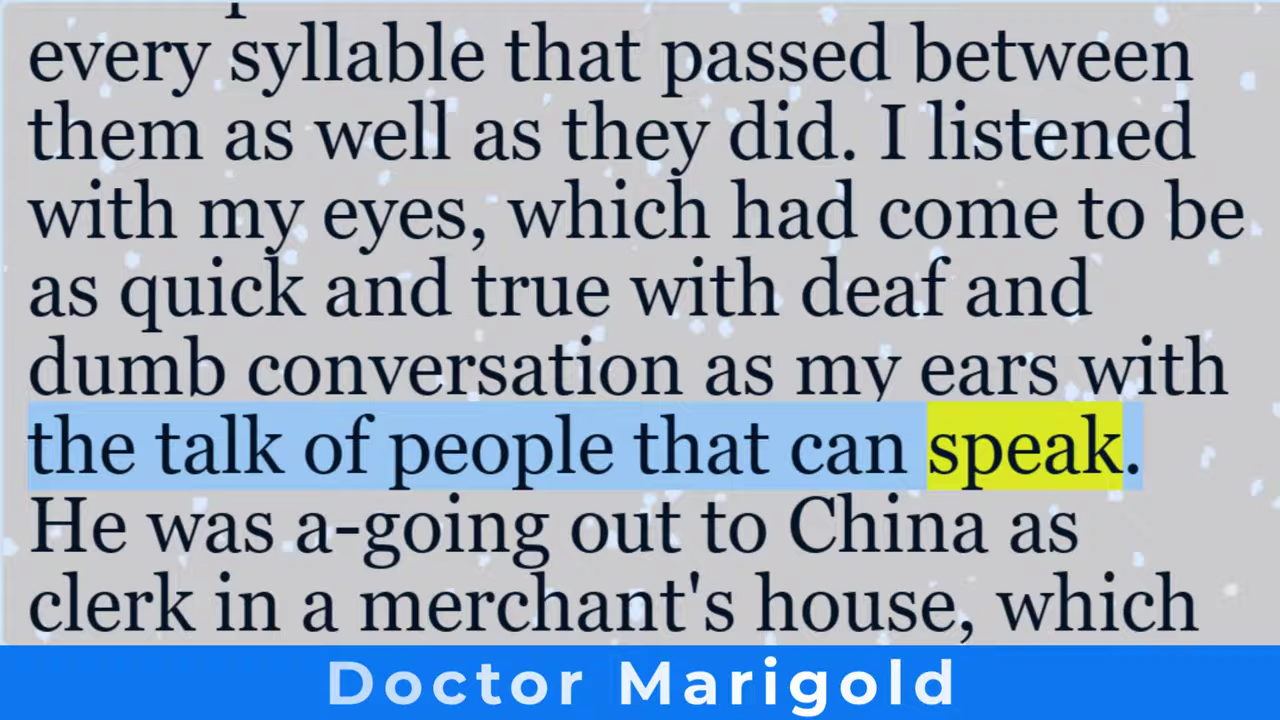 every syllable that passed between
them as well as they did. I listened
with my eyes, which had come to be
as quick and true with deaf and
dumb conversation as my ears with
the talk of people that can speak.
He was a-going out to China as
clerk in a merchant's house, which
Doctor Marigold